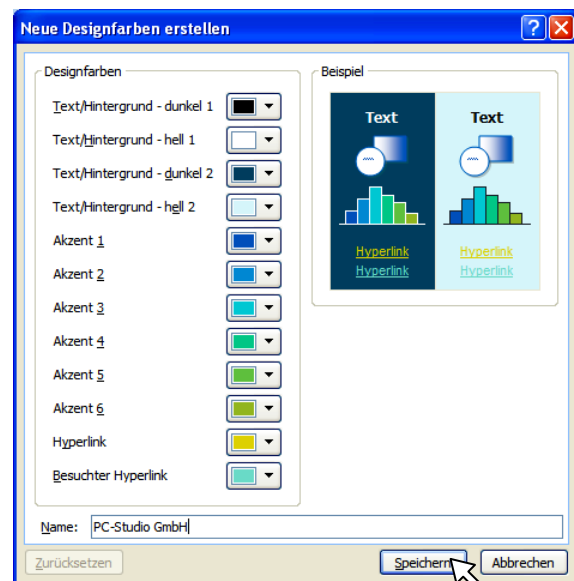 Neue Designfarben erstellen
Designfarben
Text/Hintergrund - dunkel 1
Text/Hintergrund - hell 1
Text/Hintergrund - dunkel 2
Text/Hintergrund - hell 2
Akzent 1
Akzent 2
Akzent 3
Akzent 4
Akzent 5
Akzent 6
Hyperlink
Besuchter Hyperlink
Beispiel
Text Text
Hyperlink Hyperlink
Hyperlink Hyperlink
Name: PC-Studio GmbH
Zurücksetzen Speichern Abbrechen